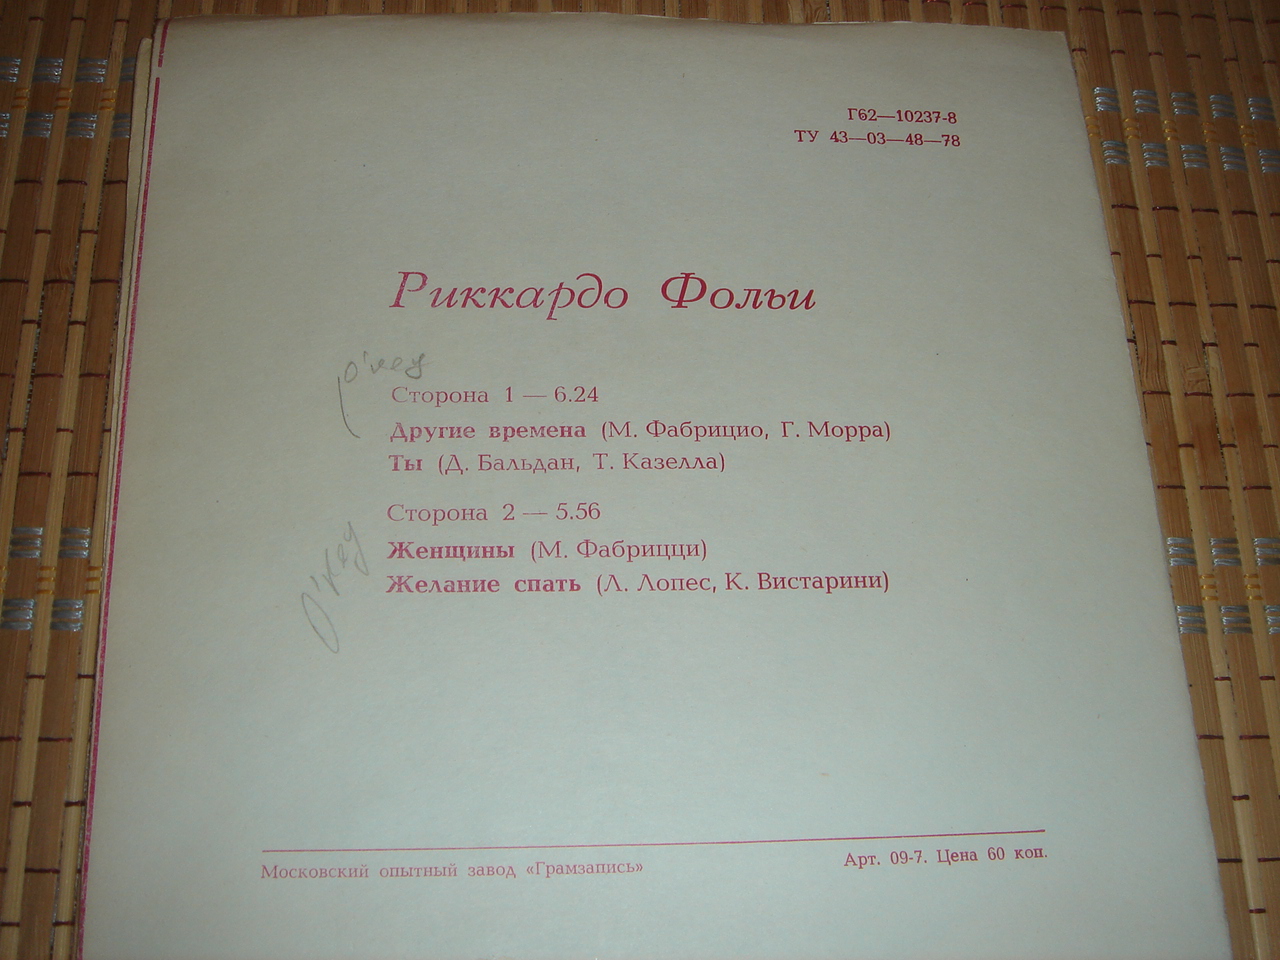 Г62—10237-8
ТУ 43—03—48—78
Риккардо Фольи
o'кey
Сторона 1 — 6.24
Другие времена (М. Фабрицио, Г. Морра)
Ты (Д. Бальдан, Т. Казелла)
Сторона 2 — 5.56
O'Key
Женщины (М. Фабрицци)
Желание спать (Л. Лопес, К. Вистарини)
Московский опытный завод «Грамзапись»
Арт. 09-7. Цена 60 коп.